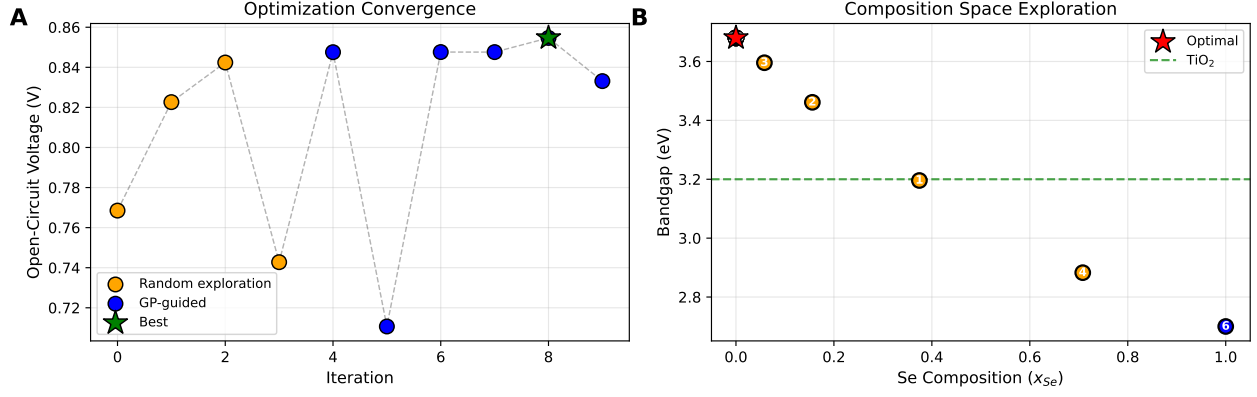 A
Optimization Convergence
Open-Circuit Voltage (V)
0.86
0.84
0.82
0.80
0.78
0.76
0.74
0.72
Random exploration
GP-guided
Best
0
2
4
6
8
Iteration
B
Composition Space Exploration
Bandgap (eV)
3.6
3.4
3.2
3.0
2.8
Optimal
TiO₂
3
2
1
4
6
0.0
0.2
0.4
0.6
0.8
1.0
Se Composition (x_Se)